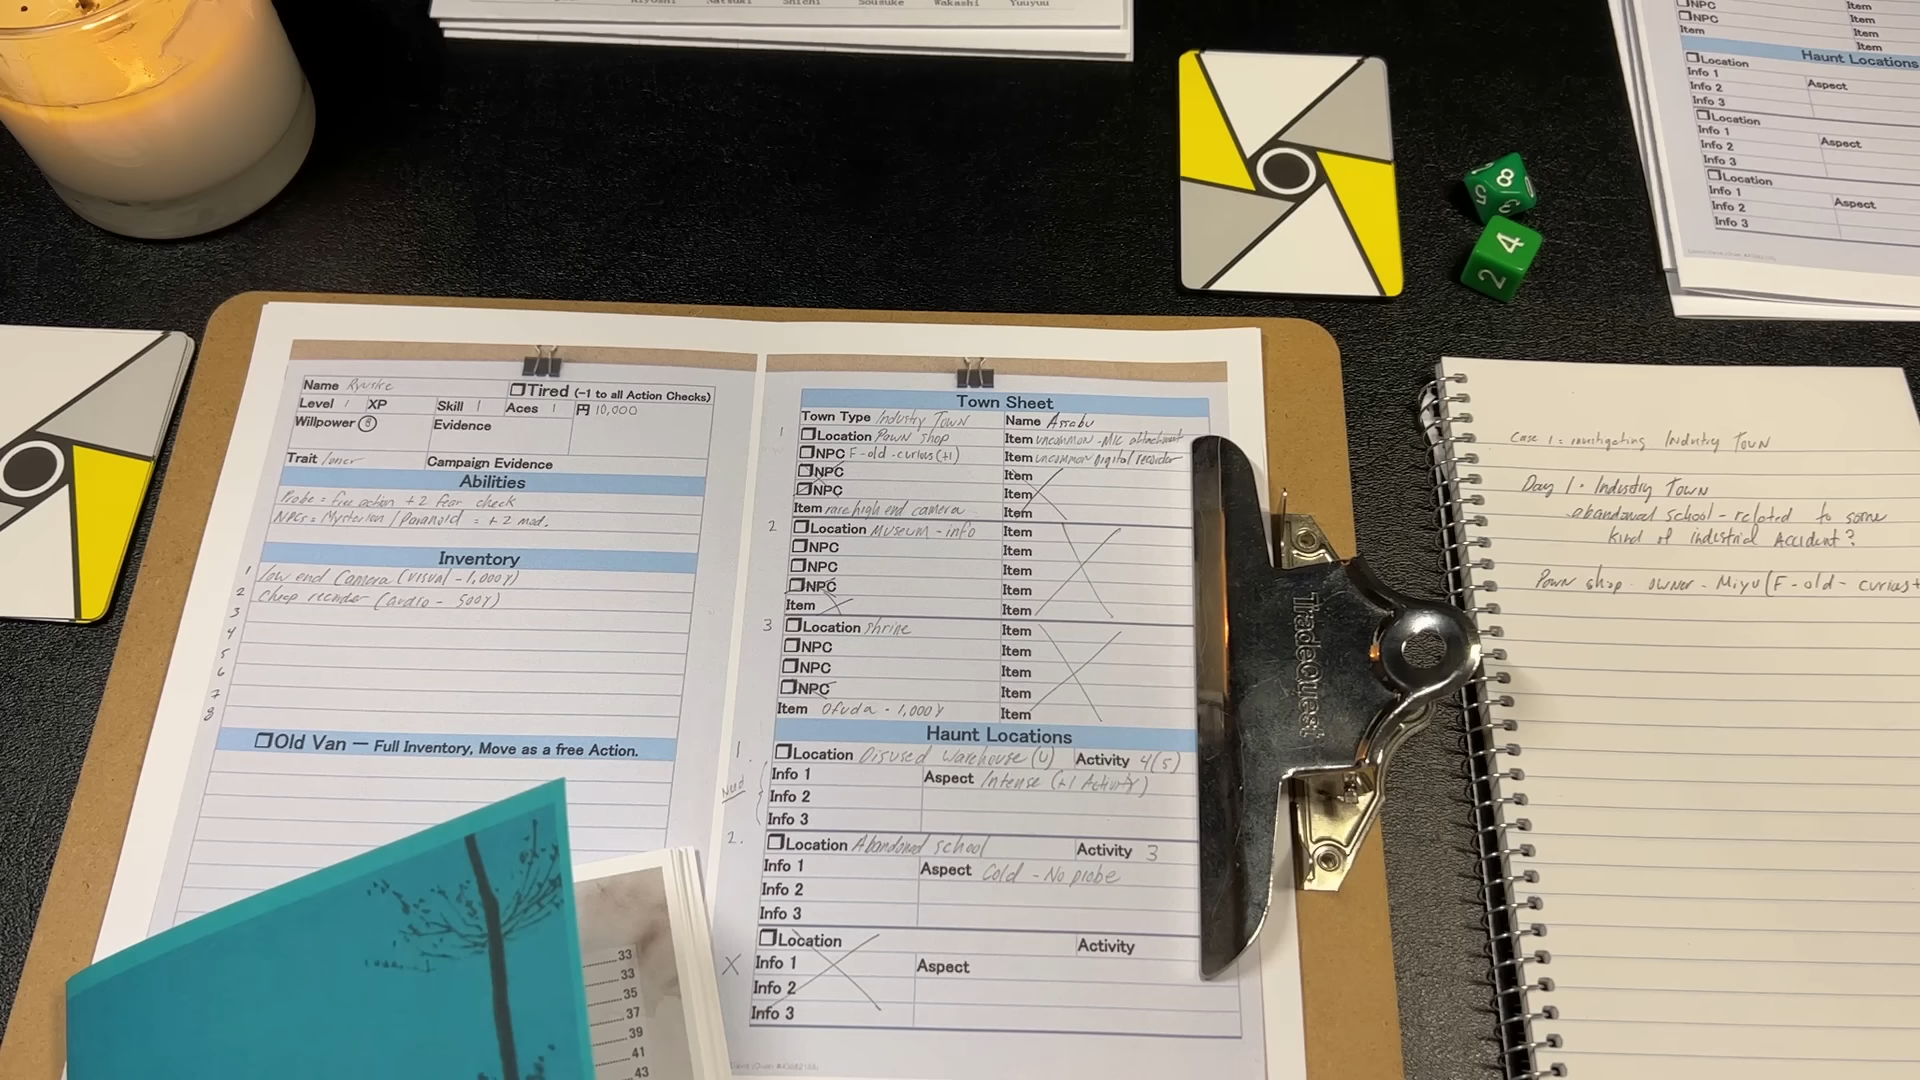 Kiyoshi Natsuki Shichi Sousuke Wakashi Yuuyuu
NPC Item
NPC Item
Item Item
Item
Haunt Locations
Location
Info 1 Aspect
Info 2
Info 3
Location
Info 1 Aspect
Info 2
Info 3
Location
Info 1 Aspect
Info 2
Info 3
8
5
3
4
2
Name Ryuske
Tired (-1 to all Action Checks)
Level 1 XP Skill 1 Aces 1 円 10,000
Willpower 8 Evidence
Trait loner Campaign Evidence
Abilities
Probe = free action +2 fear check
NPCs = Mysterion / Paranoid = +2 mod.
Inventory
1 low end Camera (visual - 1,000Y)
2 cheap recorder (audio - 500Y)
3
4
5
6
7
8
Old Van — Full Inventory, Move as a free Action.
Town Sheet
Town Type Industry Town Name Assabu
1 Location Pawn shop Item uncommon - Mic attachment
NPC F-old-curious (+1) Item uncommon Digital recorder
NPC Item
NPC Item
Item rare high end camera Item
2 Location Museum - info Item
NPC Item
NPC Item
NPC Item
Item Item
3 Location Shrine Item
NPC Item
NPC Item
NPC Item
Item Ofuda - 1,000Y Item
Haunt Locations
1. Location Disused Warehouse (U) Activity 4(5)
Info 1 Aspect Intense (+1 Activity)
Info 2
Info 3
2. Location Abandoned school Activity 3
Info 1 Aspect Cold - No probe
Info 2
Info 3
Location Activity
X Info 1 Aspect
Info 2
Info 3
TradeQuest
Case 1: investigating Industry Town
Day 1: Industry Town
abandoned school - related to some
kind of industrial Accident?
Pawn shop owner - Miyu (F-old-curious +
33
33
35
37
39
41
43